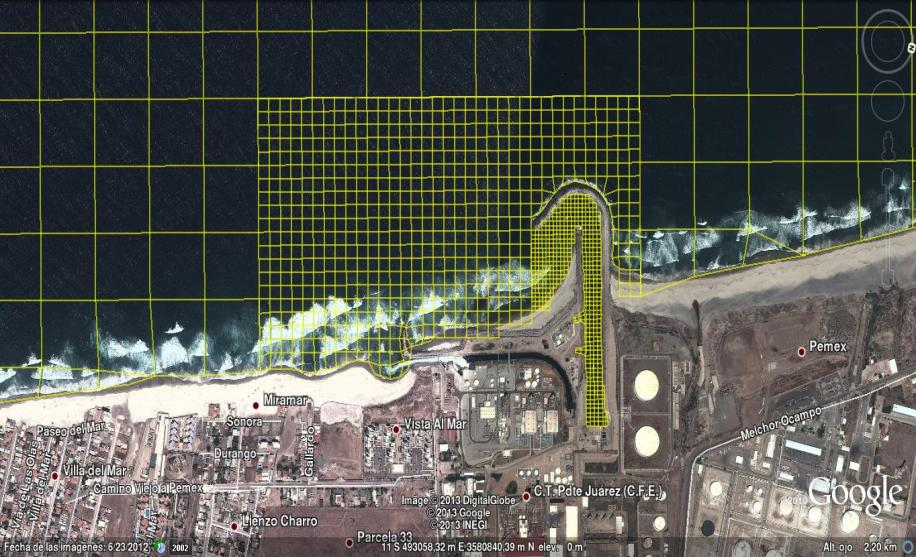 Pemex
Miramar
Sonora
Melchor Ocampo
Paseo del Mar
Gallardo
Vista Al Mar
Durango
Villa del Mar
Camino Viejo a Pemex
C.T. Pdte Juarez (C.F.E.)
Image © 2013 DigitalGlobe
© 2013 Google
© 2013 INEGI
Google
Lienzo Charro
Parcela 33
Fecha de las imágenes: 6/23/2012 2002 11 S 493058,32 m E 3580840,39 m N elev. 0 m Alt. ojo 2,20 km